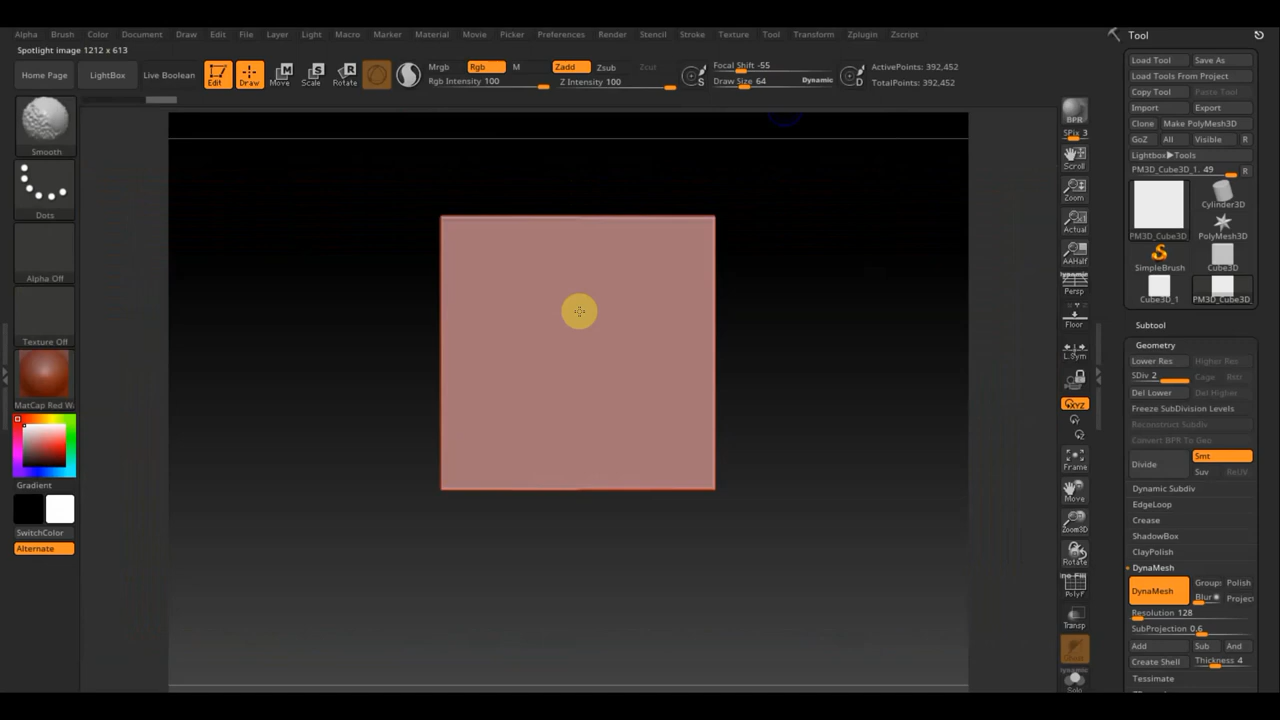 Alpha Brush Color Document Draw Edit File Layer Light Macro Marker Material Movie Picker Preferences Render Stencil Stroke Texture Tool Transform Zplugin Zscript
Tool
Spotlight image 1212 x 613
Load Tool Save As
Load Tools From Project
Copy Tool Paste Tool
Import Export
Clone Make PolyMesh3D
GoZ All Visible R
Lightbox▶Tools
PM3D_Cube3D_1. 49 R
Home Page LightBox Live Boolean
Edit Draw Move Scale Rotate
Mrgb Rgb M
Rgb Intensity 100
Zadd Zsub Zcut
Z Intensity 100
S
Focal Shift -55
Draw Size 64 Dynamic
D
ActivePoints: 392,452
TotalPoints: 392,452
Smooth
Dots
Alpha Off
Texture Off
MatCap Red W
Gradient
SwitchColor
Alternate
BPR
SPix 3
Scroll
Zoom
Actual
AAHalf
Dynamic
Persp
Floor
L.Sym
XYZ
Frame
Move
Zoom3D
Rotate
PolyF
Transp
Solo
PM3D_Cube3D_
Cylinder3D
PolyMesh3D
SimpleBrush Cube3D
Cube3D_1 PM3D_Cube3D_
Subtool
Geometry
Lower Res Higher Res
SDiv 2 Cage Rstr
Del Lower Del Higher
Freeze SubDivision Levels
Reconstruct Subdiv
Convert BPR To Geo
Divide Smt
Suv ReUV
Dynamic Subdiv
EdgeLoop
Crease
ShadowBox
ClayPolish
DynaMesh
DynaMesh Group: Polish
Blur Projec
Resolution 128
SubProjection 0.6
Add Sub And
Create Shell Thickness 4
Tessimate